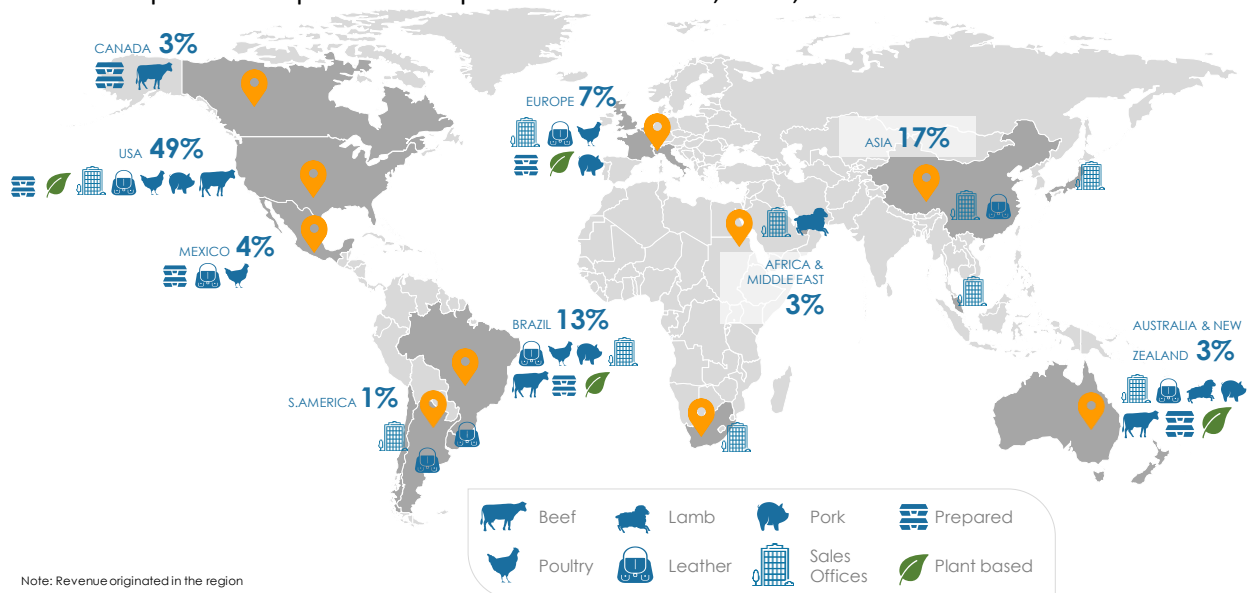 CANADA 3%
USA 49%
MEXICO 4%
EUROPE 7%
ASIA 17%
AFRICA &
MIDDLE EAST
3%
BRAZIL 13%
S.AMERICA 1%
AUSTRALIA & NEW
ZEALAND 3%
Beef
Lamb
Pork
Prepared
Poultry
Leather
Sales
Offices
Plant based
Note: Revenue originated in the region